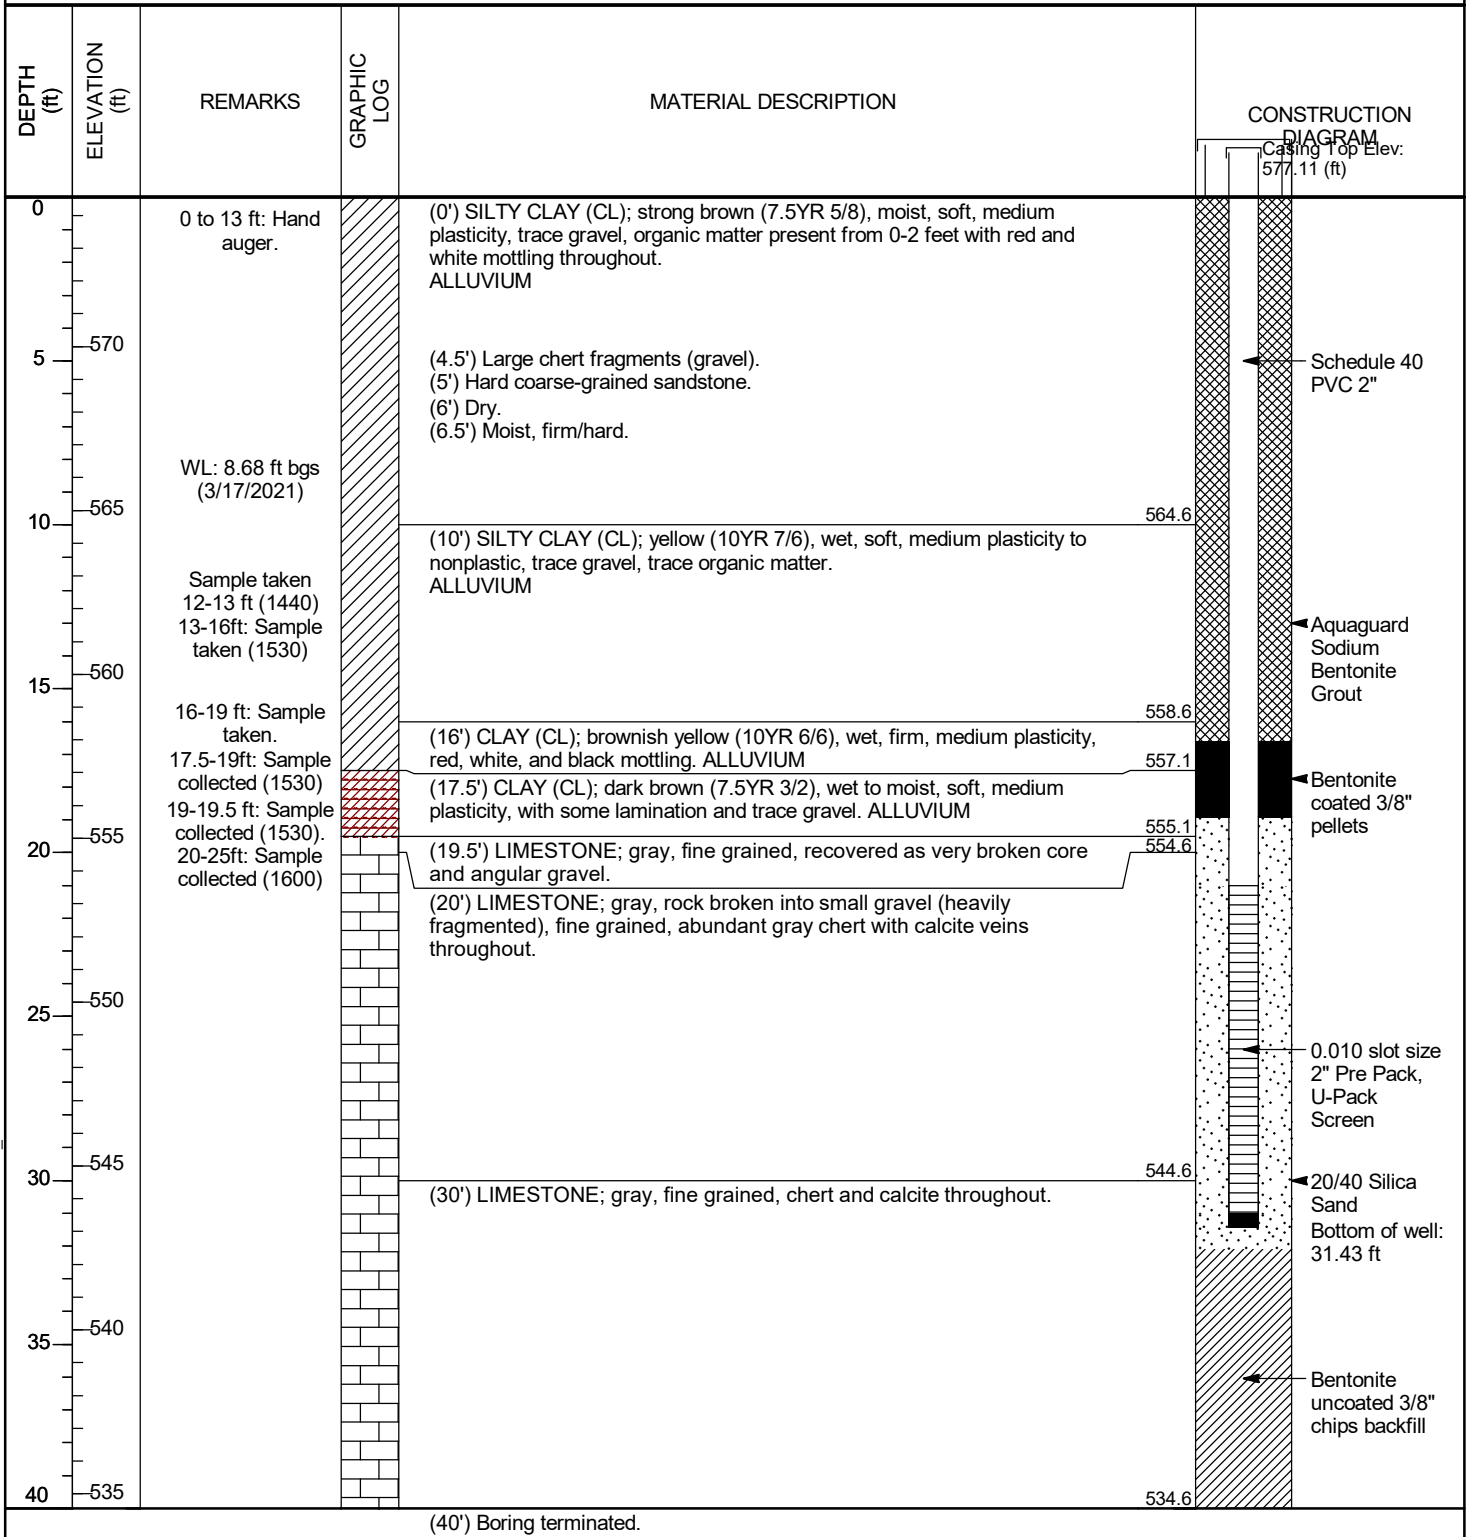 DEPTH
(ft)
ELEVATION
(ft)
REMARKS
GRAPHIC
LOG
MATERIAL DESCRIPTION
CONSTRUCTION
DIAGRAM
Casing Top Elev:
577.11 (ft)
0
5
10
15
20
25
30
35
40
570
565
560
555
550
545
540
535
0 to 13 ft: Hand
auger.
WL: 8.68 ft bgs
(3/17/2021)
Sample taken
12-13 ft (1440)
13-16ft: Sample
taken (1530)
16-19 ft: Sample
taken.
17.5-19ft: Sample
collected (1530)
19-19.5 ft: Sample
collected (1530).
20-25ft: Sample
collected (1600)
(0') SILTY CLAY (CL); strong brown (7.5YR 5/8), moist, soft, medium
plasticity, trace gravel, organic matter present from 0-2 feet with red and
white mottling throughout.
ALLUVIUM
(4.5') Large chert fragments (gravel).
(5') Hard coarse-grained sandstone.
(6') Dry.
(6.5') Moist, firm/hard.
564.6
(10') SILTY CLAY (CL); yellow (10YR 7/6), wet, soft, medium plasticity to
nonplastic, trace gravel, trace organic matter.
ALLUVIUM
558.6
(16') CLAY (CL); brownish yellow (10YR 6/6), wet, firm, medium plasticity,
red, white, and black mottling. ALLUVIUM
557.1
(17.5') CLAY (CL); dark brown (7.5YR 3/2), wet to moist, soft, medium
plasticity, with some lamination and trace gravel. ALLUVIUM
555.1
554.6
(19.5') LIMESTONE; gray, fine grained, recovered as very broken core
and angular gravel.
(20') LIMESTONE; gray, rock broken into small gravel (heavily
fragmented), fine grained, abundant gray chert with calcite veins
throughout.
544.6
(30') LIMESTONE; gray, fine grained, chert and calcite throughout.
534.6
(40') Boring terminated.
Schedule 40
PVC 2"
Aquaguard
Sodium
Bentonite
Grout
Bentonite
coated 3/8"
pellets
0.010 slot size
2" Pre Pack,
U-Pack
Screen
20/40 Silica
Sand
Bottom of well:
31.43 ft
Bentonite
uncoated 3/8"
chips backfill